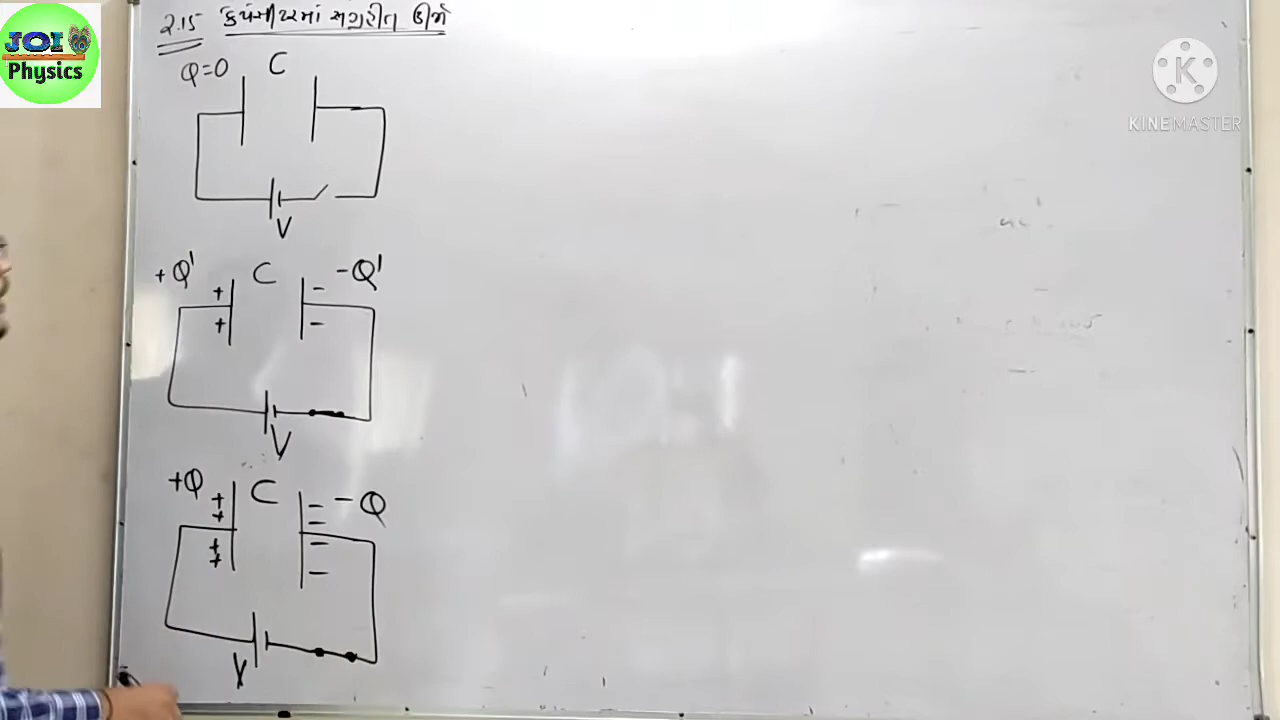 2.15 કેપેસીટરમાં સંગ્રહીત ઊર્જા
JOI
Physics
KINEMASTER
Q=0 C
V
+Q' C -Q'
+ -
+ -
V
+Q C -Q
+ -
+ -
+ -
+ -
V